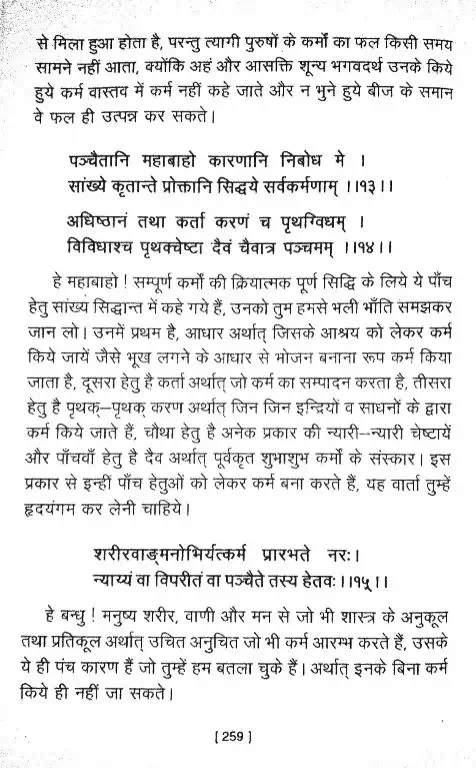 से मिला हुआ होता है, परन्तु त्यागी पुरुषों के कर्मों का फल किसी समय
सामने नहीं आता, क्योंकि अहं और आसक्ति शून्य भगवदर्थ उनके किये
हुये कर्म वास्तव में कर्म नहीं कहे जाते और न भुने हुये बीज के समान
वे फल ही उत्पन्न कर सकते।
पञ्चैतानि महाबाहो कारणानि निबोध मे ।
सांख्ये कृतान्ते प्रोक्तानि सिद्धये सर्वकर्मणाम् ।।१३।।
अधिष्ठानं तथा कर्ता करणं च पृथग्विधम् ।
विविधाश्च पृथक्चेष्टा दैवं चैवात्र पञ्चमम् ।।१४।।
हे महाबाहो ! सम्पूर्ण कर्मों की क्रियात्मक पूर्ण सिद्धि के लिये ये पाँच
हेतु सांख्य सिद्धान्त में कहे गये हैं, उनको तुम हमसे भली भाँति समझकर
जान लो। उनमें प्रथम है, आधार अर्थात् जिसके आश्रय को लेकर कर्म
किये जायें जैसे भूख लगने के आधार से भोजन बनाना रूप कर्म किया
जाता है, दूसरा हेतु है कर्ता अर्थात् जो कर्म का सम्पादन करता है, तीसरा
हेतु है पृथक्–पृथक् करण अर्थात् जिन जिन इन्द्रियों व साधनों के द्वारा
कर्म किये जाते हैं, चौथा हेतु है अनेक प्रकार की न्यारी–न्यारी चेष्टायें
और पाँचवाँ हेतु है दैव अर्थात् पूर्वकृत शुभाशुभ कर्मों के संस्कार। इस
प्रकार से इन्हीं पाँच हेतुओं को लेकर कर्म बना करते हैं, यह वार्ता तुम्हें
हृदयंगम कर लेनी चाहिये।
शरीरवाङ्मनोभिर्यत्कर्म प्रारभते नरः।
न्याय्यं वा विपरीतं वा पञ्चैते तस्य हेतवः।।१५्।।
हे बन्धु ! मनुष्य शरीर, वाणी और मन से जो भी शास्त्र के अनुकूल
तथा प्रतिकूल अर्थात् उचित अनुचित जो भी कर्म आरम्भ करते हैं, उसके
ये ही पंच कारण हैं जो तुम्हें हम बतला चुके हैं। अर्थात् इनके बिना कर्म
किये ही नहीं जा सकते।
[ 259 ]